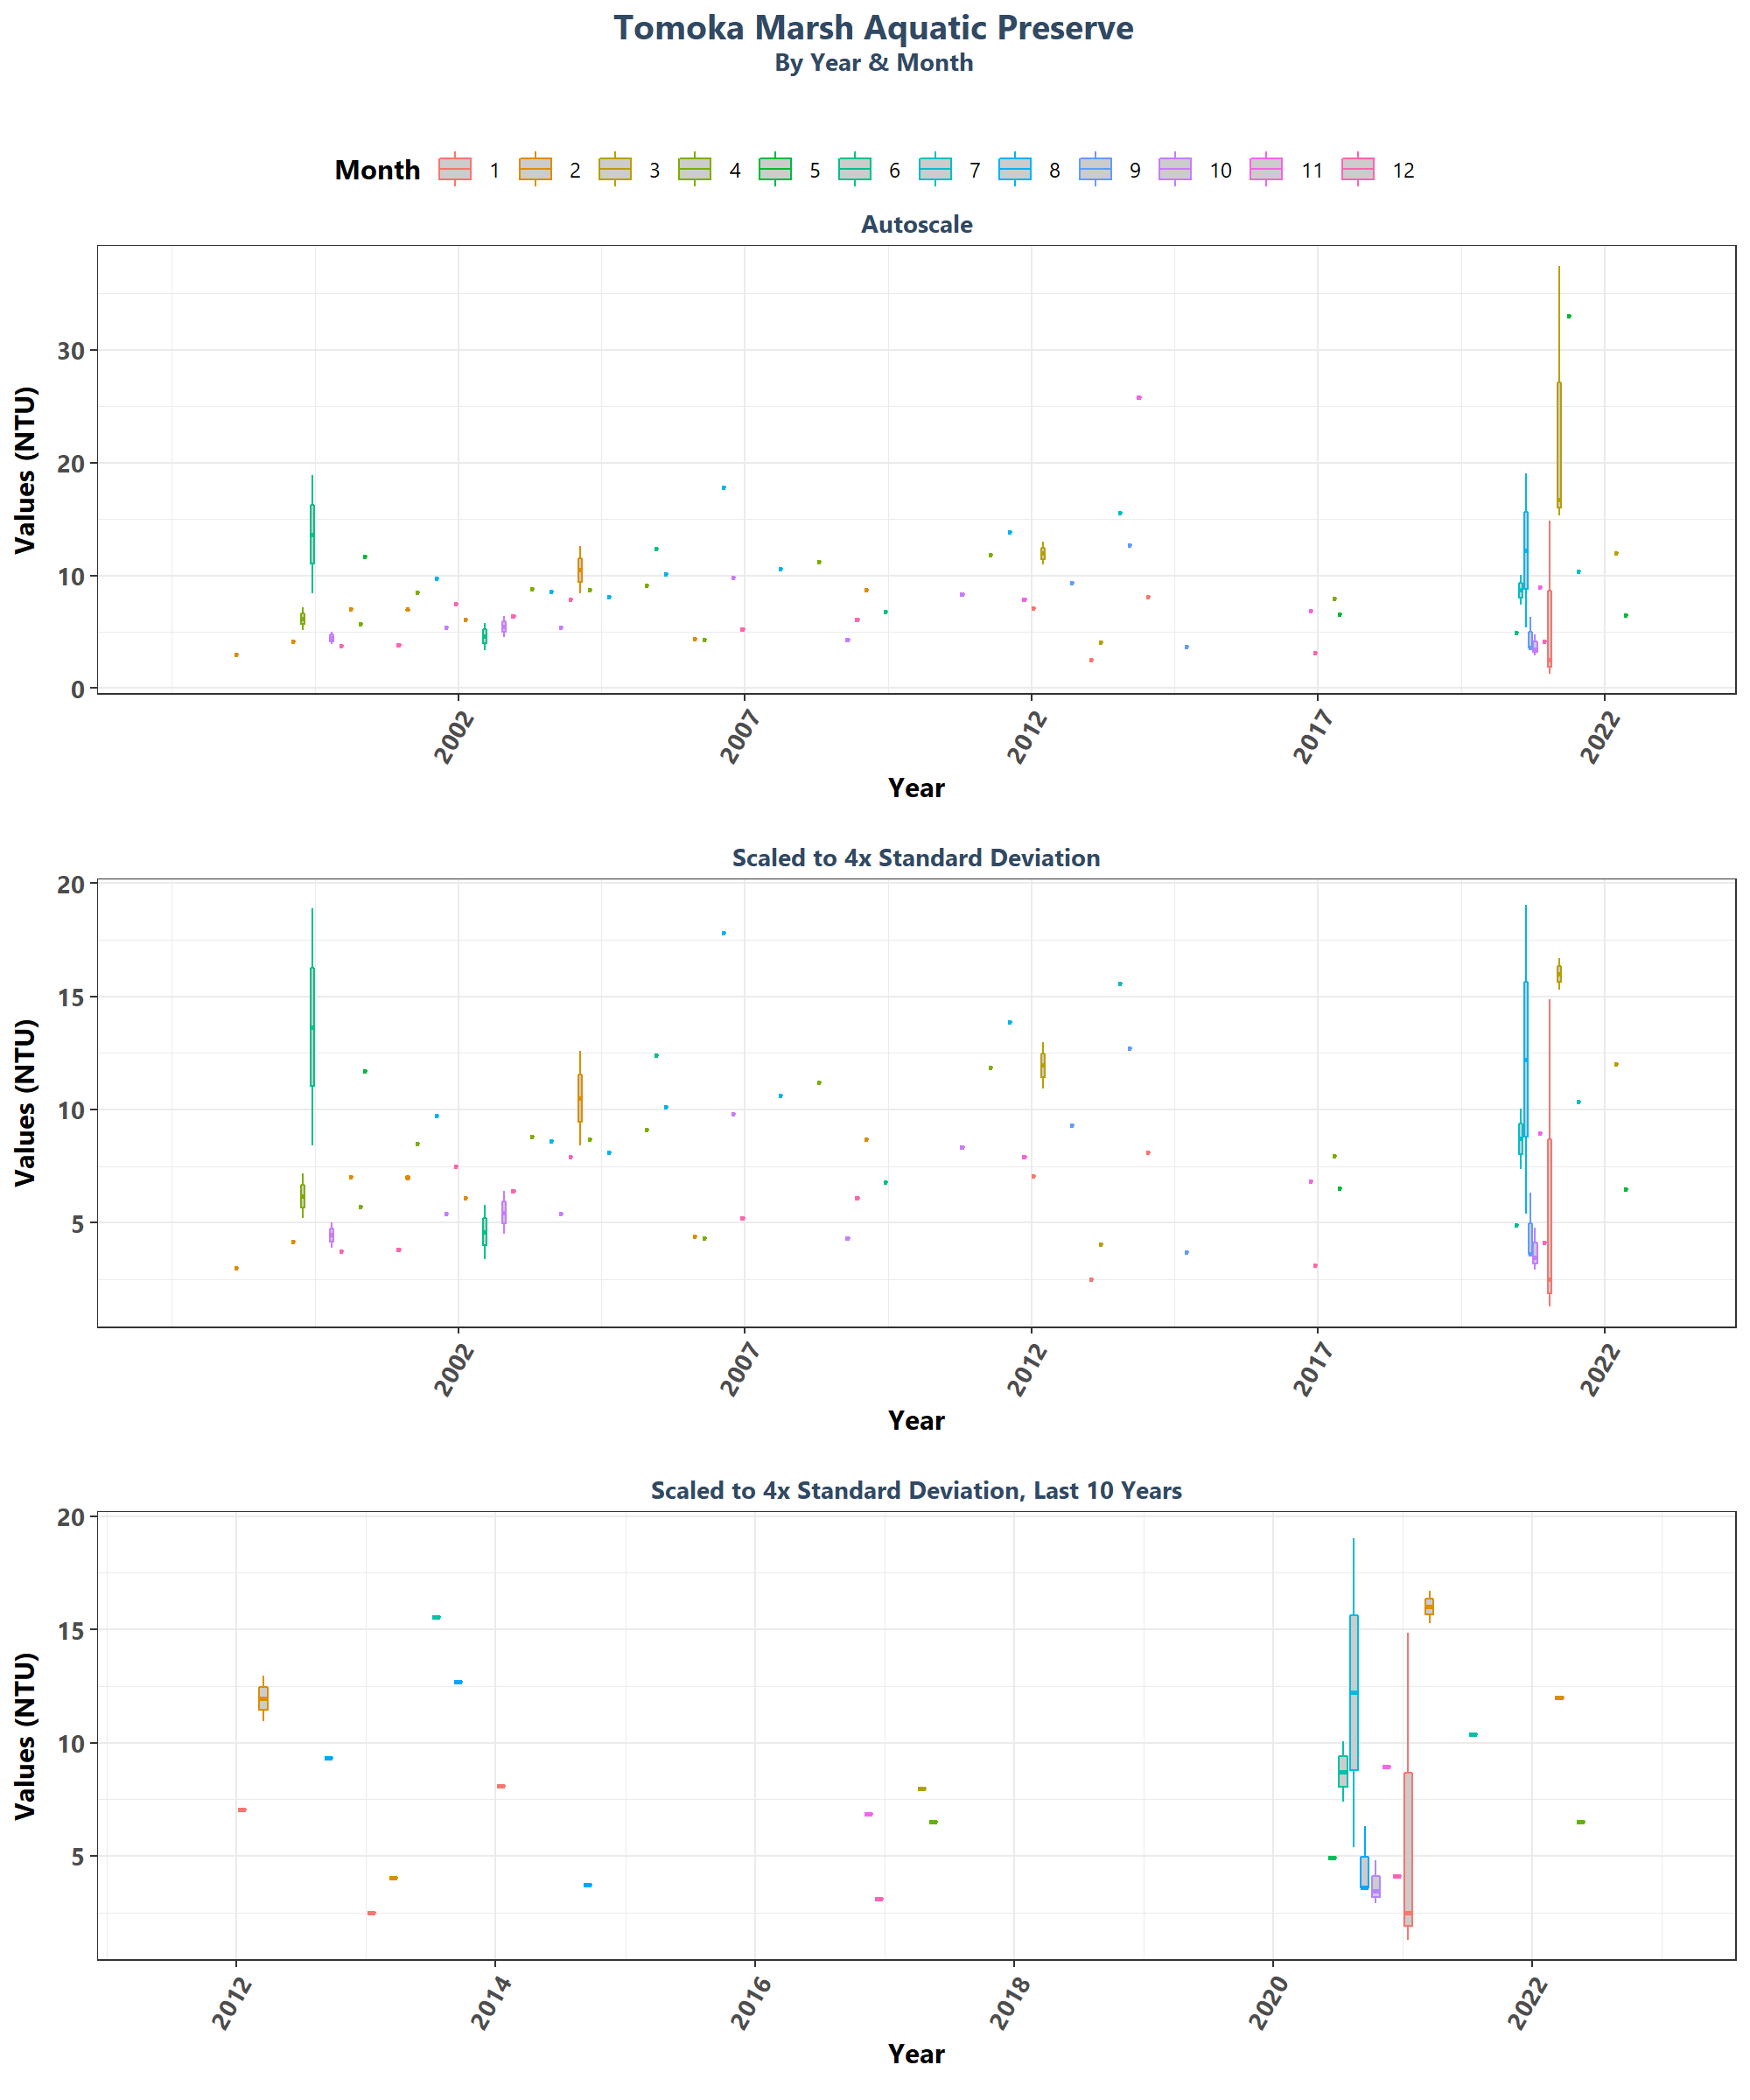 Tomoka Marsh Aquatic Preserve
By Year & Month
Month 1 2 3 4 5 6 7 8 9 10 11 12
Autoscale
Values (NTU)
30
20
10
0
2002 2007 2012 2017 2022
Year
Scaled to 4x Standard Deviation
Values (NTU)
20
15
10
5
2002 2007 2012 2017 2022
Year
Scaled to 4x Standard Deviation, Last 10 Years
Values (NTU)
20
15
10
5
2012 2014 2016 2018 2020 2022
Year